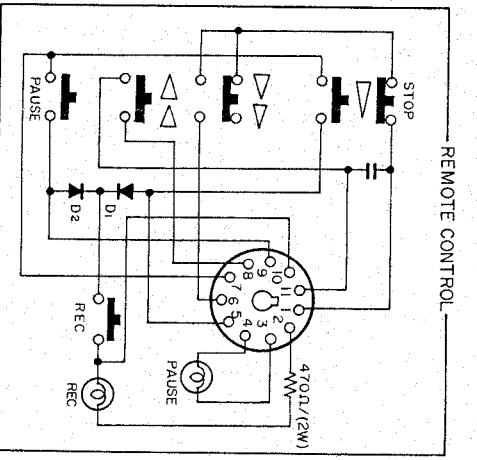 REMOTE CONTROL
STOP
PAUSE
D2
D1
REC
1
2
3
4
5
6
7
8
9
10
11
470Ω/(2W)
PAUSE
REC